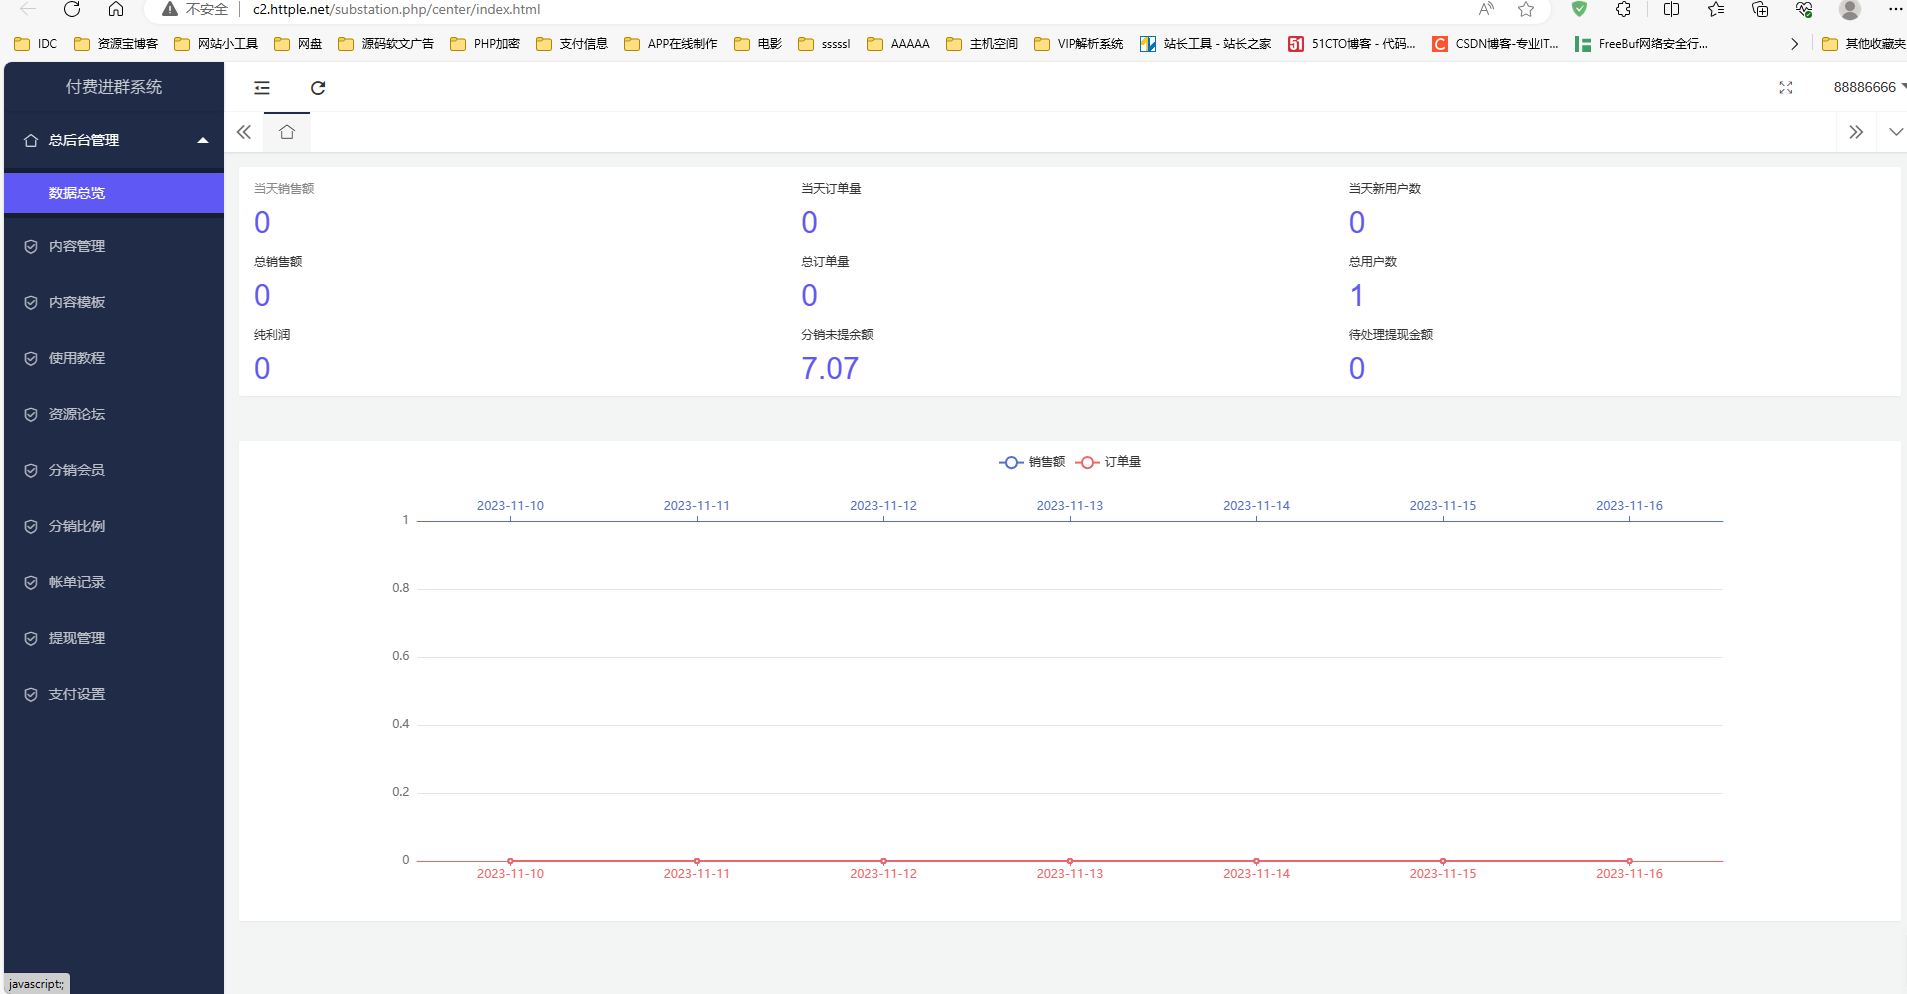 不安全 c2.httple.net/substation.php/center/index.html
IDC 资源宝博客 网站小工具 网盘 源码软文广告 PHP加密 支付信息 APP在线制作 电影 sssssl AAAAA 主机空间 VIP解析系统 站长工具 - 站长之家 51CTO博客 - 代码... CSDN博客-专业IT... FreeBuf网络安全行... 其他收藏夹
付费进群系统
88886666
总后台管理
数据总览
内容管理
内容模板
使用教程
资源论坛
分销会员
分销比例
帐单记录
提现管理
支付设置
当天销售额 当天订单量 当天新用户数
0 0 0
总销售额 总订单量 总用户数
0 0 1
纯利润 分销未提余额 待处理提现金额
0 7.07 0
销售额 订单量
2023-11-10 2023-11-11 2023-11-12 2023-11-13 2023-11-14 2023-11-15 2023-11-16
1
0.8
0.6
0.4
0.2
0
2023-11-10 2023-11-11 2023-11-12 2023-11-13 2023-11-14 2023-11-15 2023-11-16
javascript:;